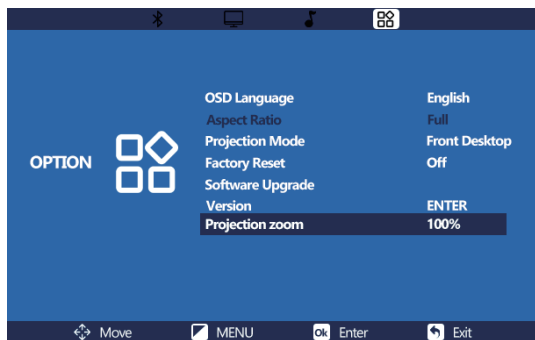 OSD Language English
Aspect Ratio Full
Projection Mode Front Desktop
OPTION Factory Reset Off
Software Upgrade
Version ENTER
Projection zoom 100%
Move MENU Ok Enter Exit